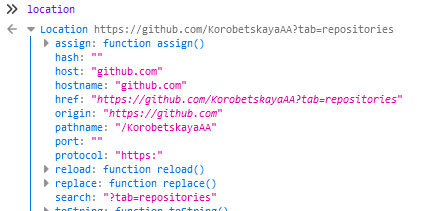 location
Location https://github.com/KorobetskayaAA?tab=repositories
assign: function assign()
hash: ""
host: "github.com"
hostname: "github.com"
href: "https://github.com/KorobetskayaAA?tab=repositories"
origin: "https://github.com"
pathname: "/KorobetskayaAA"
port: ""
protocol: "https:"
reload: function reload()
replace: function replace()
search: "?tab=repositories"
toString: function toString()